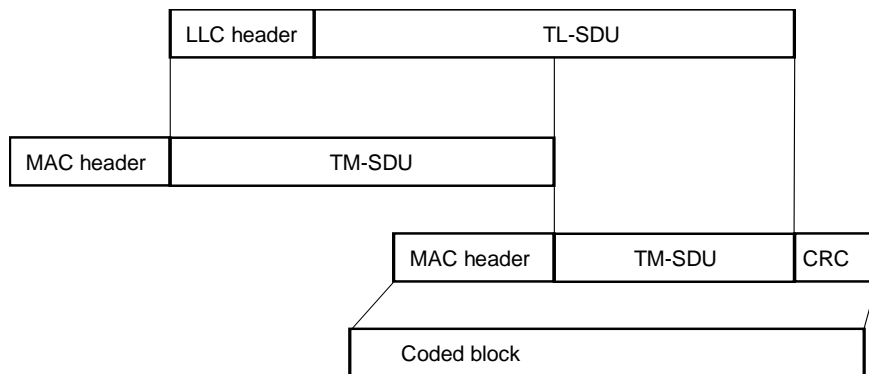 LLC header TL-SDU
MAC header TM-SDU
MAC header TM-SDU CRC
Coded block